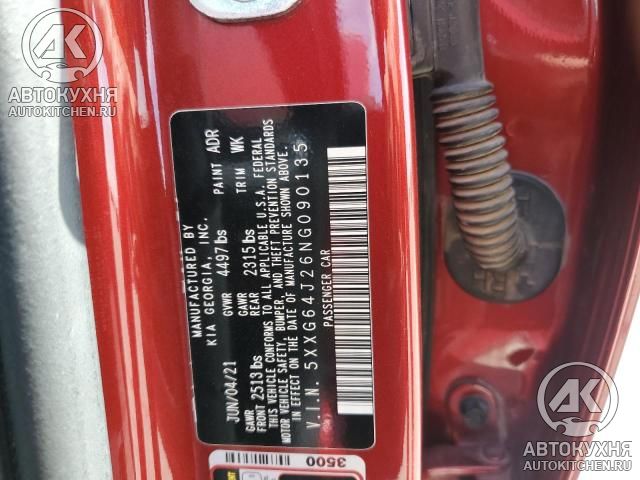 АВТОКУХНЯ
AUTOKITCHEN.RU
MANUFACTURED BY
KIA GEORGIA, INC.
PAINT ADR
JUN/04/21
GVWR
4497lbs
TRIM WK
GAWR
FRONT 2513lbs
GAWR
REAR 2315lbs
THIS VEHICLE CONFORMS TO ALL APPLICABLE U.S.A. FEDERAL
MOTOR VEHICLE SAFETY, BUMPER, AND THEFT PREVENTION STANDARDS
IN EFFECT ON THE DATE OF MANUFACTURE SHOWN ABOVE.
V.I.N. 5XXG64J26NG090135
PASSENGER CAR
3500
RH
АВТОКУХНЯ
AUTOKITCHEN.RU